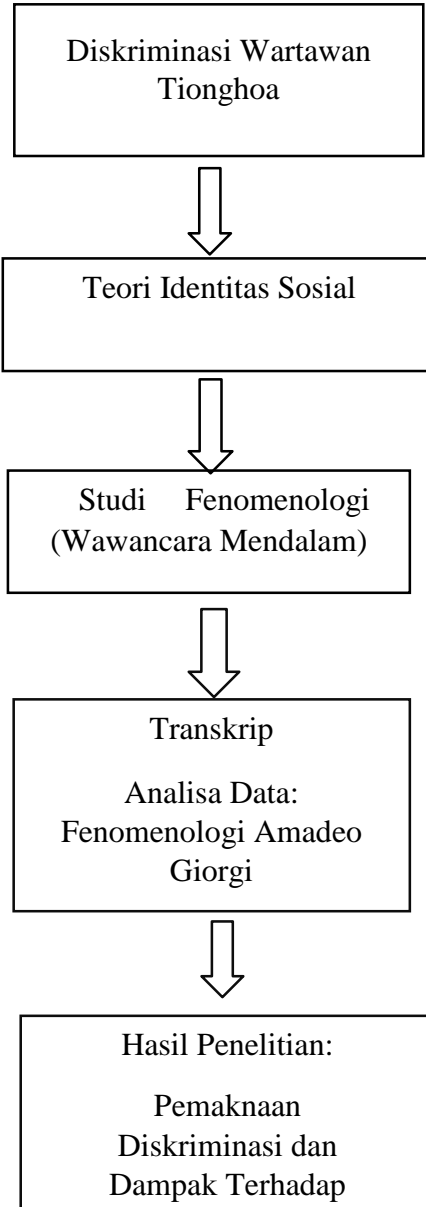 Diskriminasi Wartawan
Tionghoa
Teori Identitas Sosial
Studi Fenomenologi
(Wawancara Mendalam)
Transkrip
Analisa Data:
Fenomenologi Amadeo
Giorgi
Hasil Penelitian:
Pemaknaan
Diskriminasi dan
Dampak Terhadap